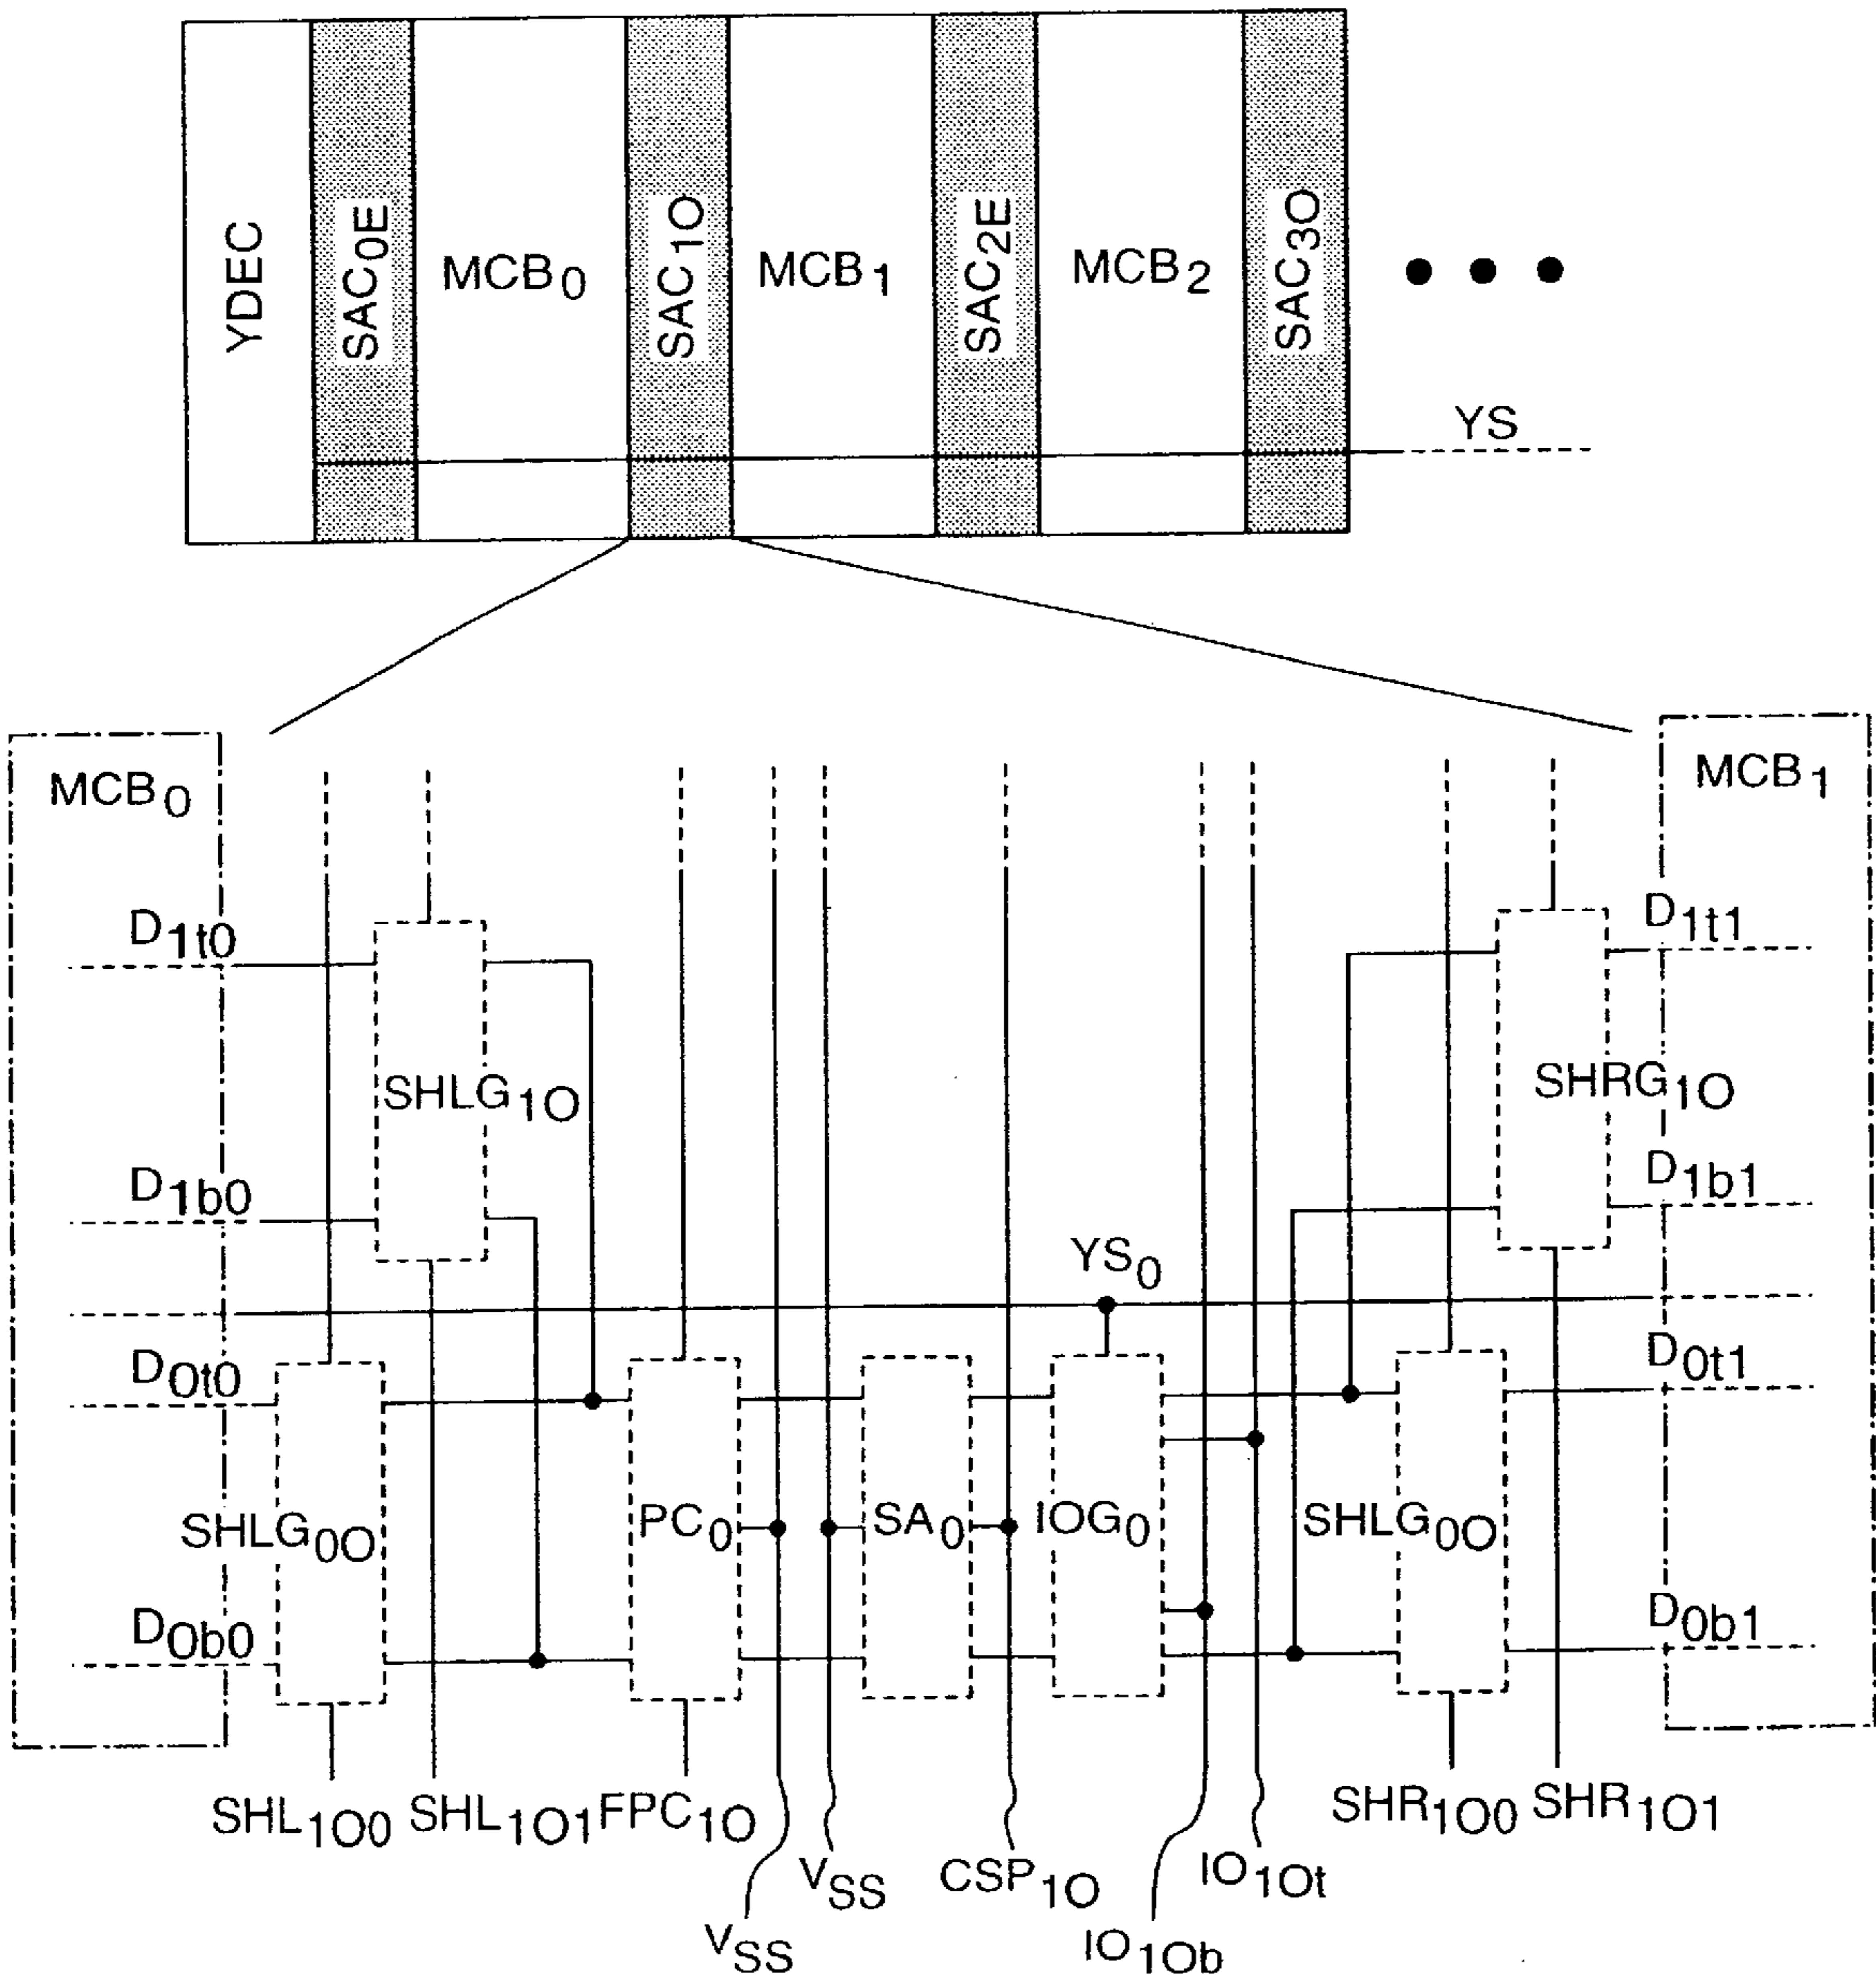 YDEC
SAC0E
MCB0
SAC1O
MCB1
SAC2E
MCB2
SAC3O
YS
MCB0
MCB1
D1t0
D1t1
SHLG1O
SHRG1O
D1b0
D1b1
YS0
D0t0
D0t1
SHLG0O
PC0
SA0
IOG0
SHLG0O
D0b0
D0b1
SHL1O0
SHL1O1
FPC1O
VSS
VSS
CSP1O
IO1Ob
IO1Ot
SHR1O0
SHR1O1